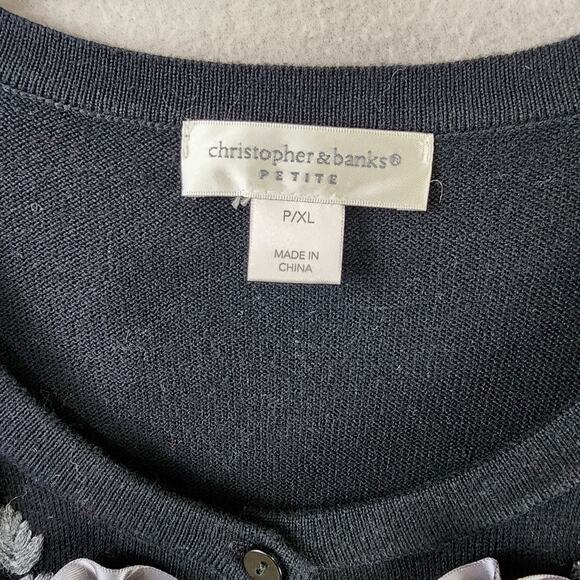 christopher&banks®
PETITE
P/XL
MADE IN
CHINA